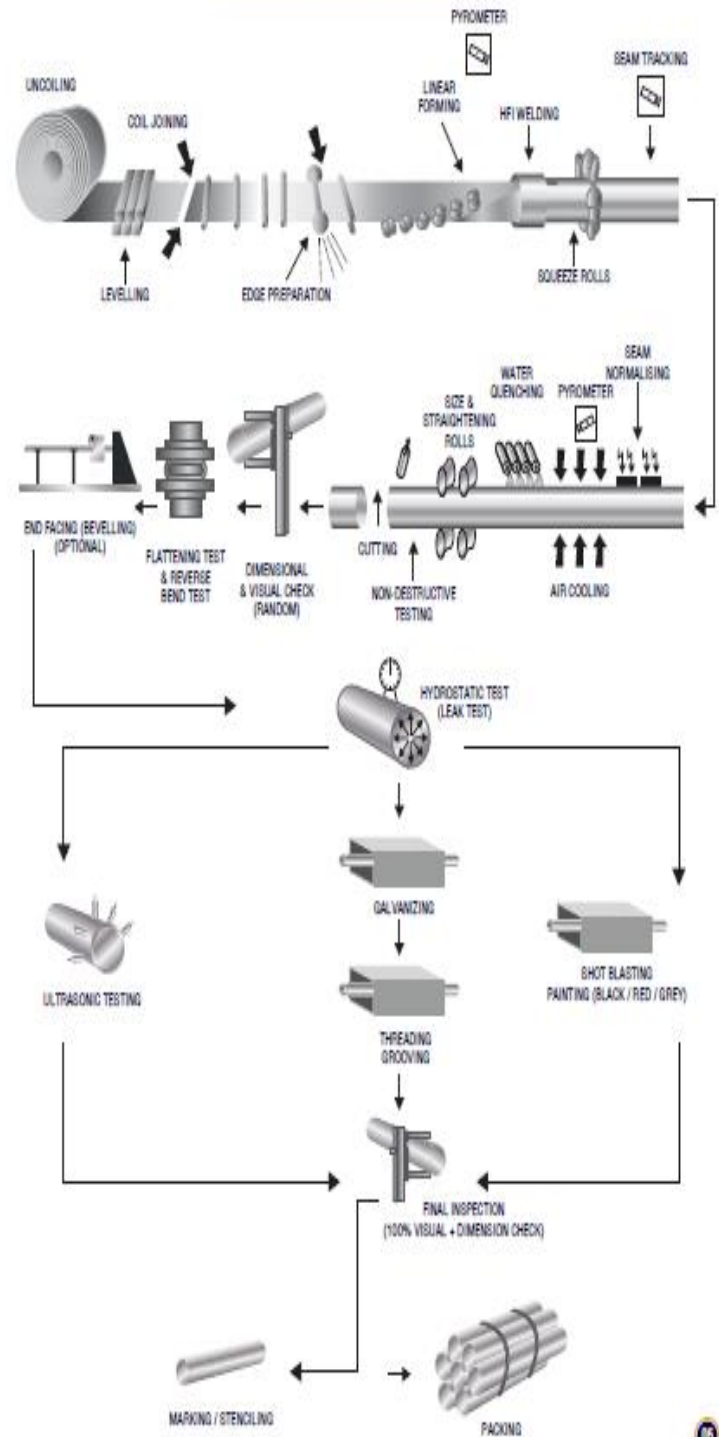 PYROMETER
UNCOILING
SEAM TRACKING
LINEAR
FORMING
HFI WELDING
COIL JOINING
LEVELLING
EDGE PREPARATION
SQUEEZE ROLLS
SEAM
NORMALISING
WATER
QUENCHING
PYROMETER
SIZE &
STRAIGHTENING
ROLLS
END FACING (BEVELLING)
(OPTIONAL)
FLATTENING TEST
& REVERSE
BEND TEST
DIMENSIONAL
& VISUAL CHECK
(RANDOM)
CUTTING
NON-DESTRUCTIVE
TESTING
AIR COOLING
HYDROSTATIC TEST
(LEAK TEST)
GALVANIZING
ULTRASONIC TESTING
SHOT BLASTING
PAINTING (BLACK / RED / GREY)
THREADING
GROOVING
FINAL INSPECTION
(100% VISUAL + DIMENSION CHECK)
MARKING / STENCILING
PACKING